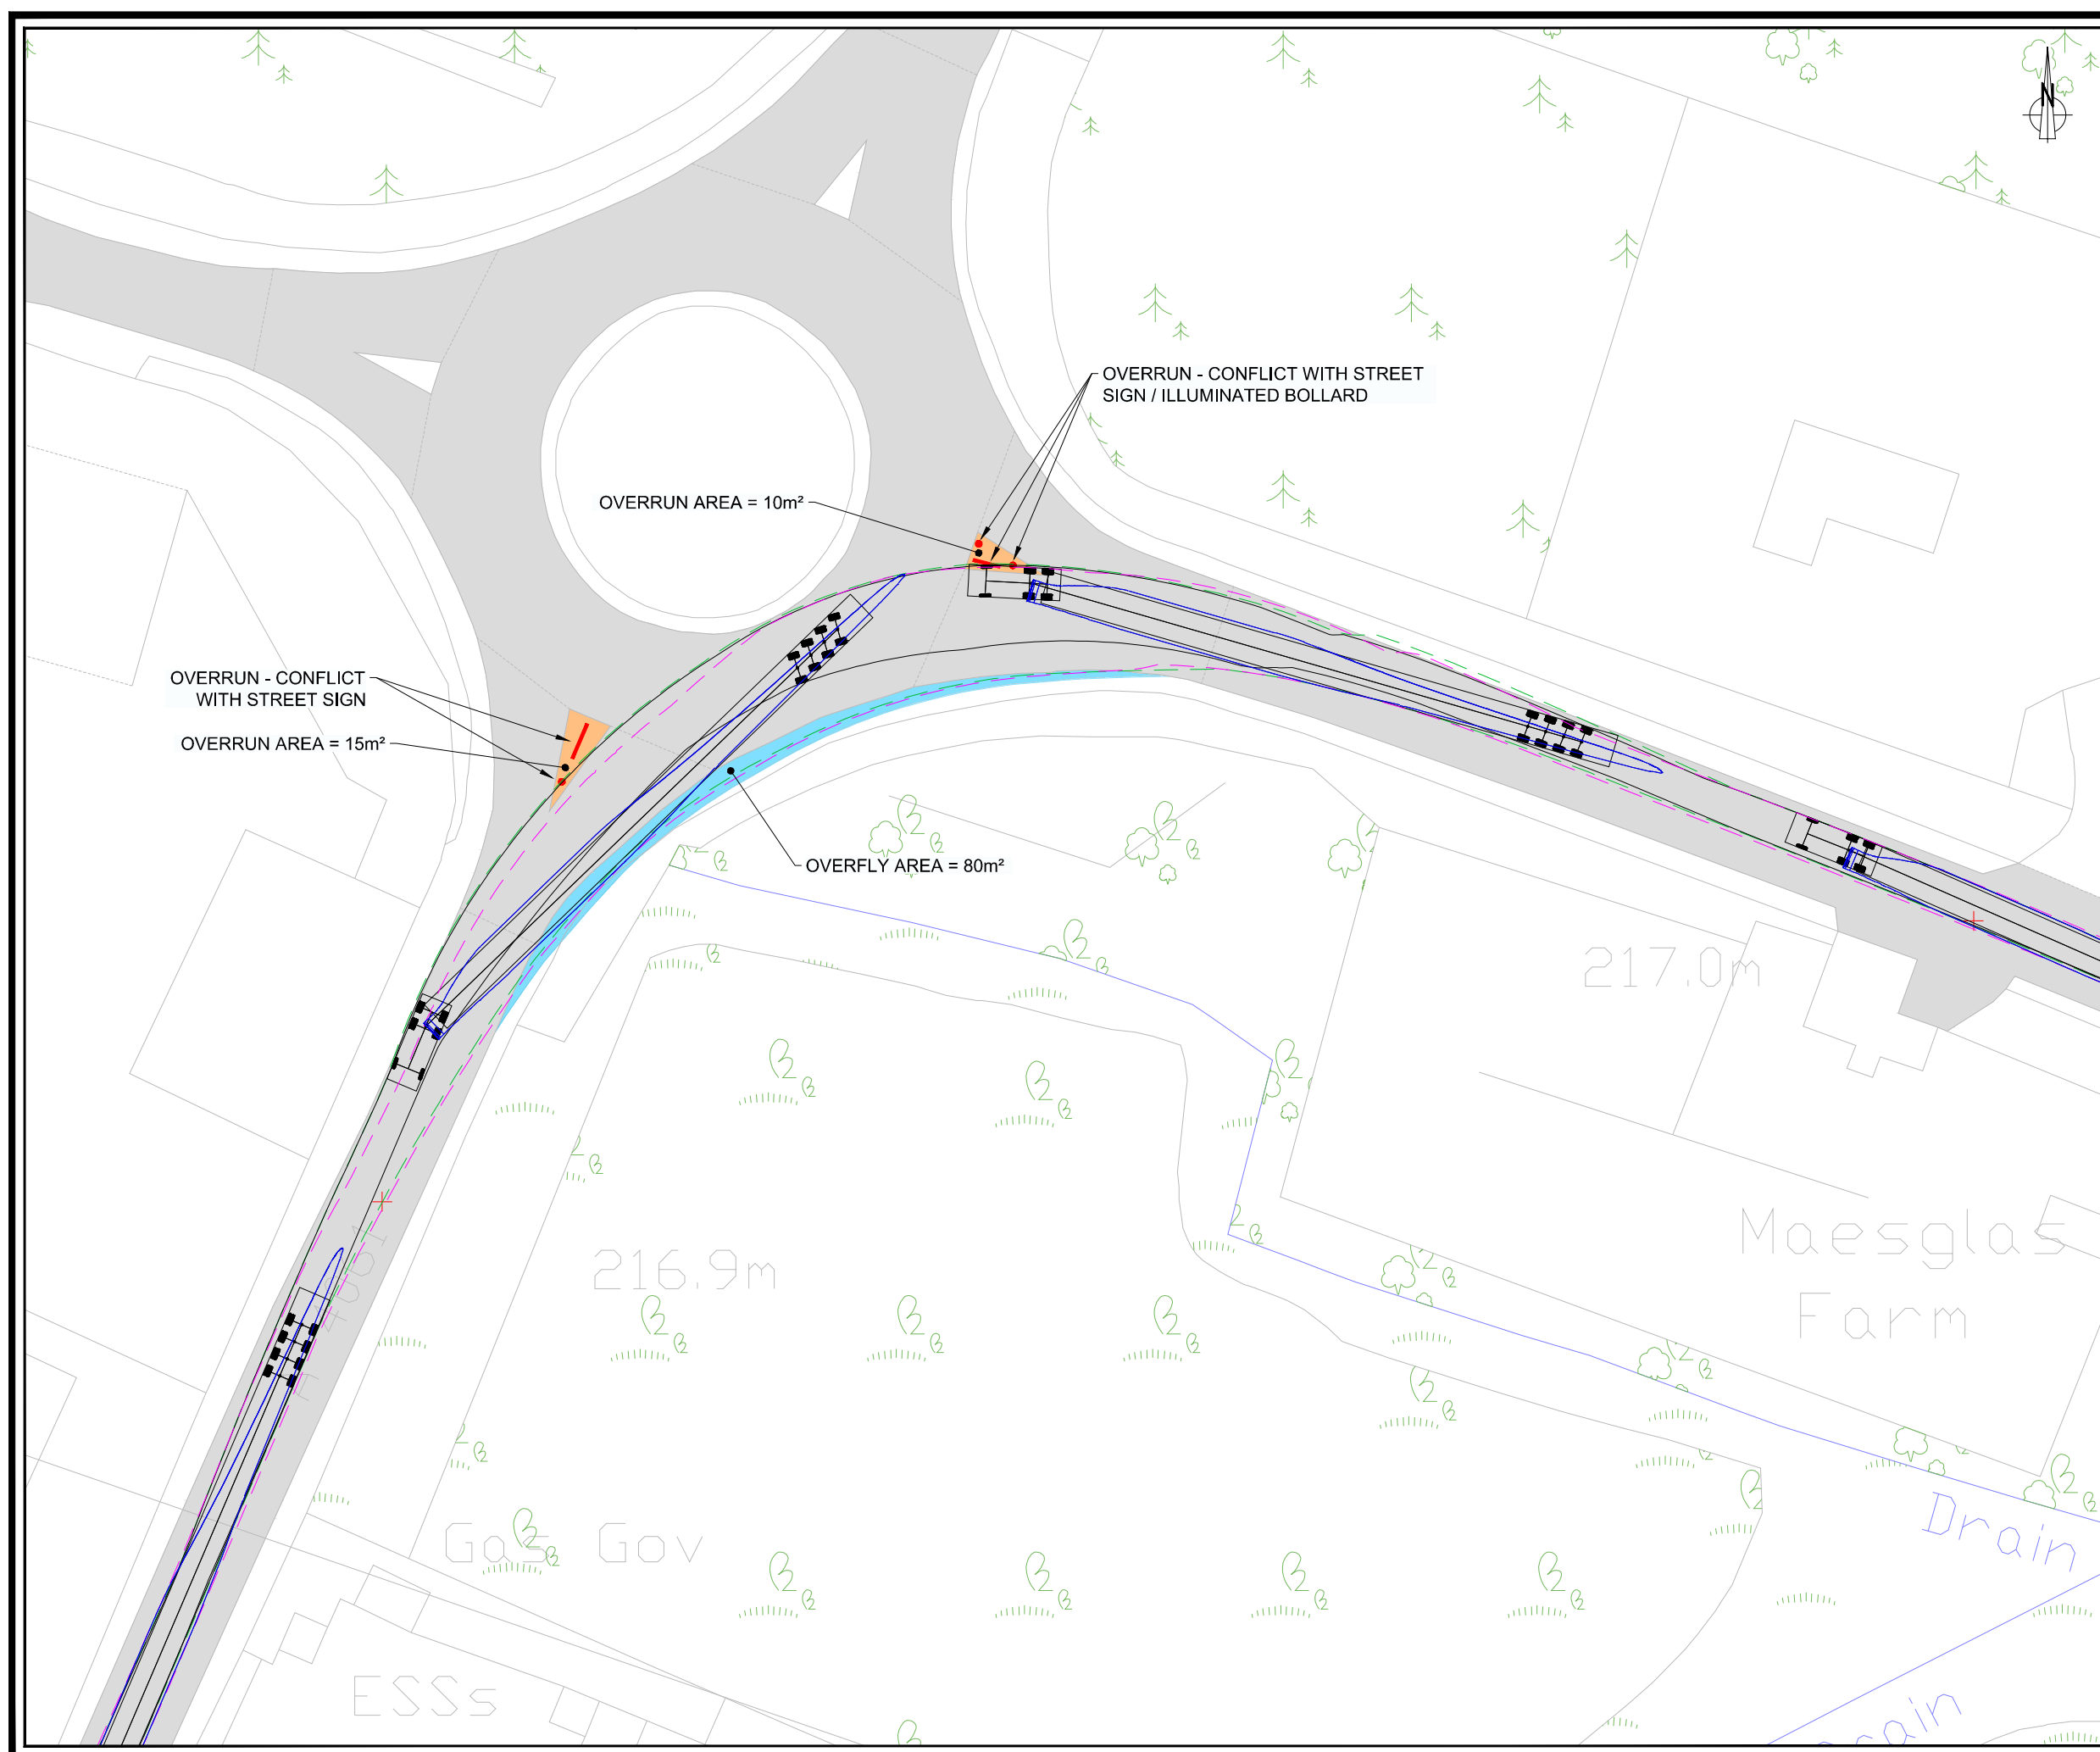 N
OVERRUN - CONFLICT WITH STREET
SIGN / ILLUMINATED BOLLARD
OVERRUN AREA = 10m²
OVERRUN - CONFLICT
WITH STREET SIGN
OVERRUN AREA = 15m²
OVERFLY AREA = 80m²
217.0m
Maesglas
Farm
216.9m
Gas Gov
Drain
ESSs